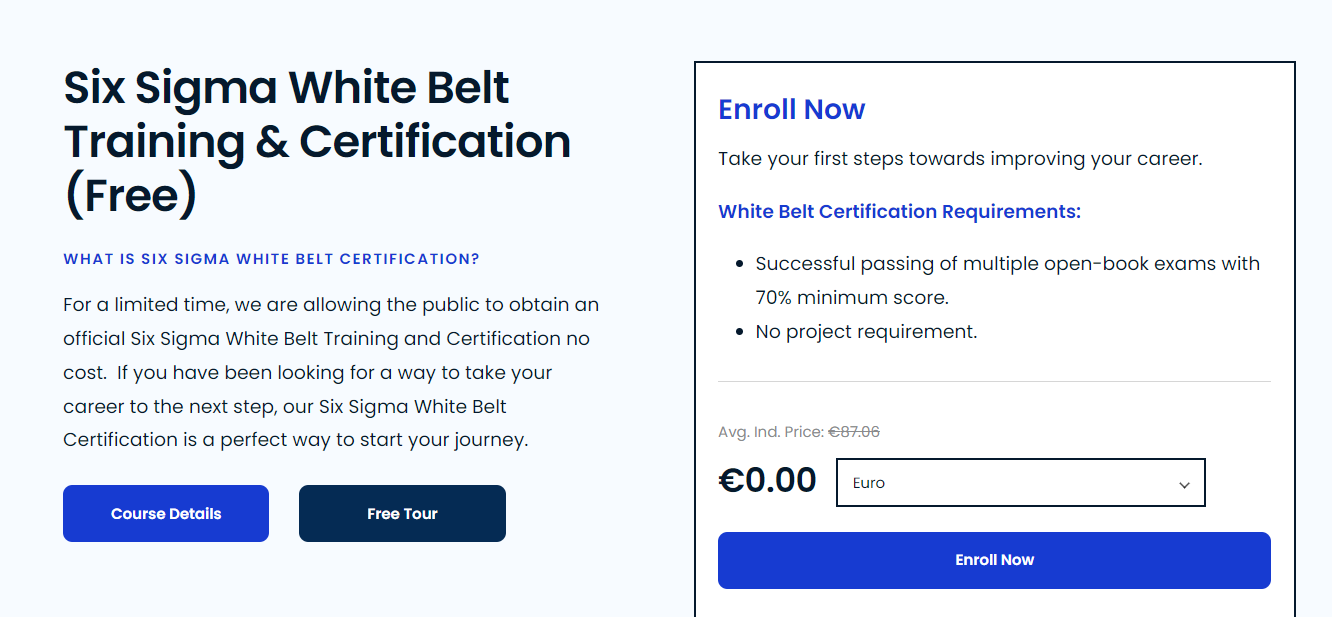 Six Sigma White Belt
Training & Certification
(Free)
WHAT IS SIX SIGMA WHITE BELT CERTIFICATION?
For a limited time, we are allowing the public to obtain an
official Six Sigma White Belt Training and Certification no
cost.  If you have been looking for a way to take your
career to the next step, our Six Sigma White Belt
Certification is a perfect way to start your journey.
Course Details
Free Tour
Enroll Now
Take your first steps towards improving your career.
White Belt Certification Requirements:
• Successful passing of multiple open-book exams with
70% minimum score.
• No project requirement.
Avg. Ind. Price: €87.06
€0.00
Euro
Enroll Now